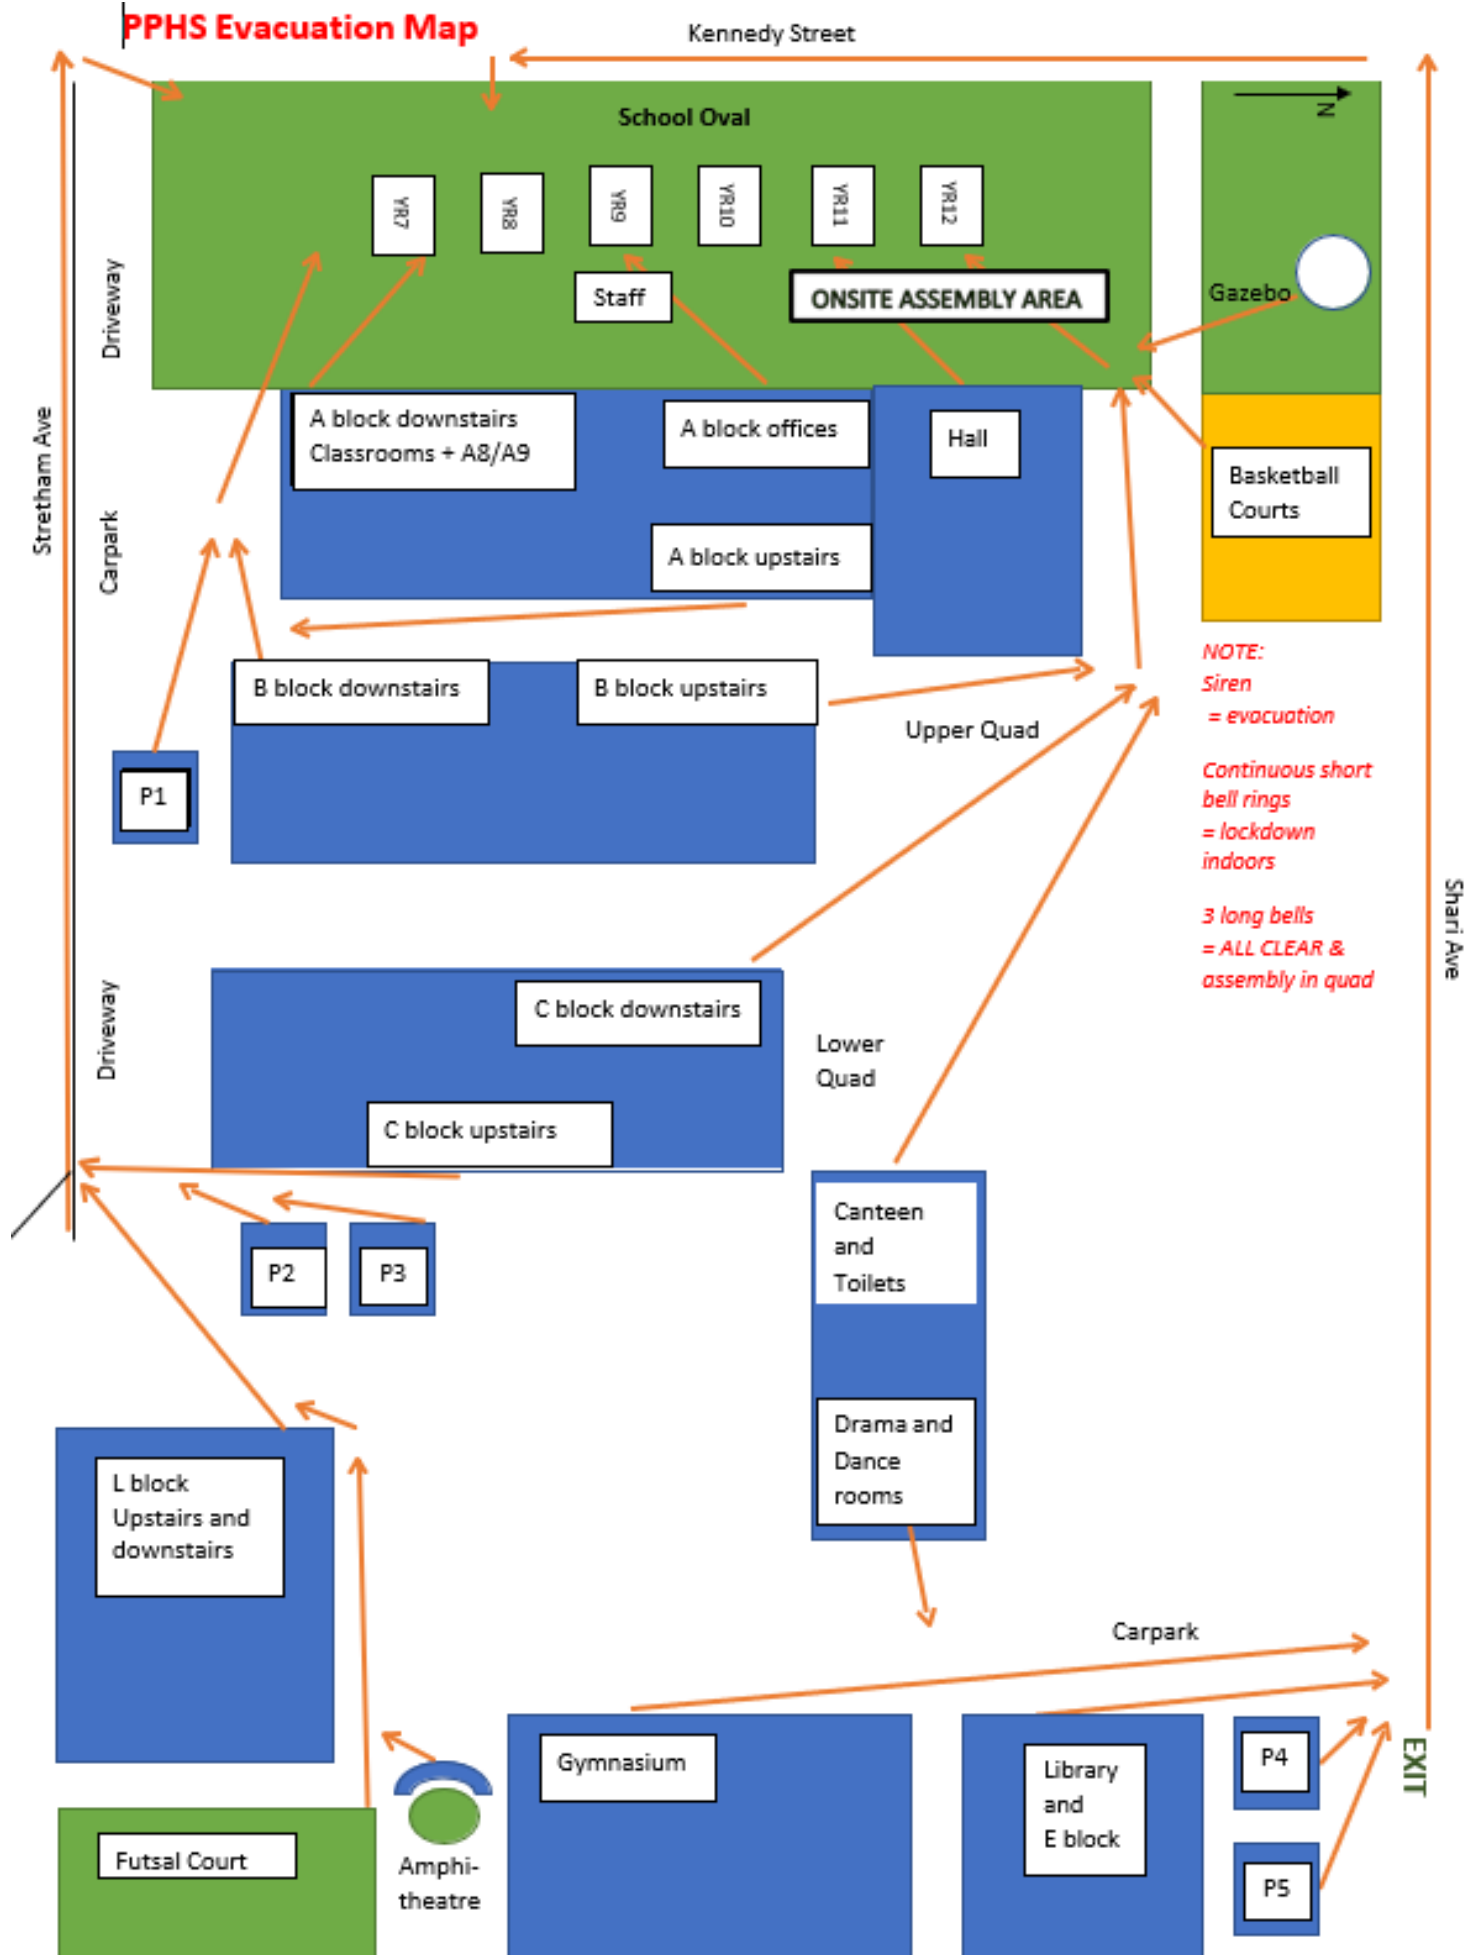 PPHS Evacuation Map
Kennedy Street
N
School Oval
YR7
YR8
YR9
YR10
YR11
YR12
Staff
ONSITE ASSEMBLY AREA
Gazebo
Driveway
Stretham Ave
A block downstairs
Classrooms + A8/A9
A block offices
Hall
Basketball
Courts
Carpark
A block upstairs
B block downstairs
B block upstairs
Upper Quad
NOTE:
Siren
= evacuation
Continuous short
bell rings
= lockdown
indoors
3 long bells
= ALL CLEAR &
assembly in quad
P1
Shari Ave
Driveway
C block downstairs
Lower
Quad
C block upstairs
Canteen
and
Toilets
P2
P3
Drama and
Dance
rooms
L block
Upstairs and
downstairs
Carpark
Gymnasium
Library
and
E block
P4
EXIT
Futsal Court
Amphi-
theatre
P5